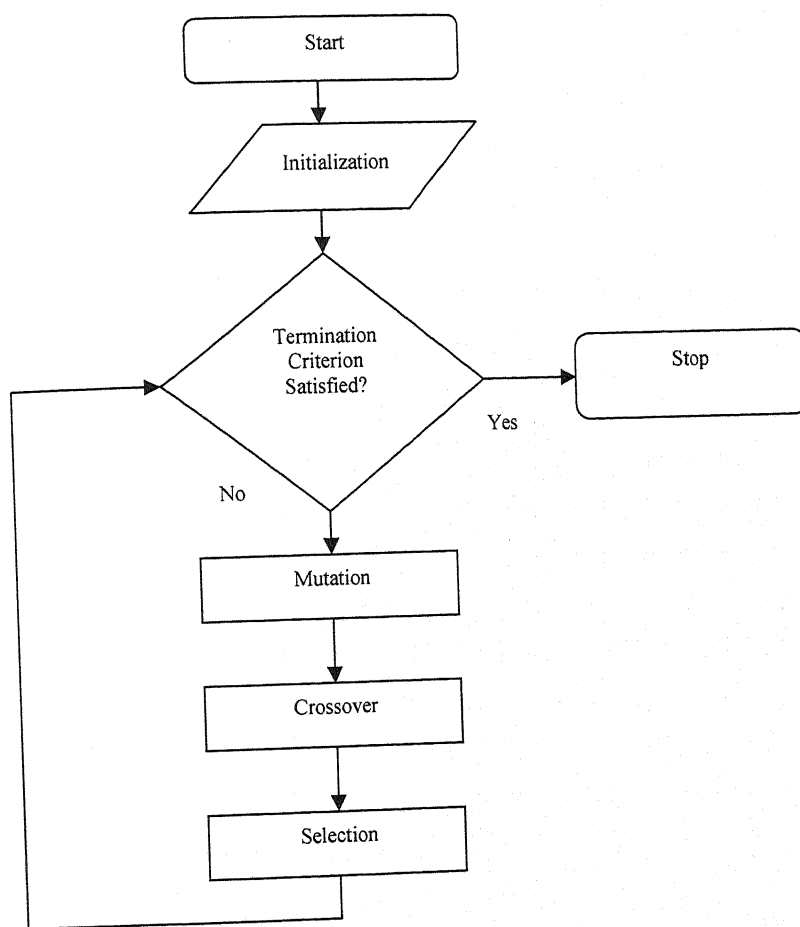 Start
Initialization
Termination
Criterion
Satisfied?
Stop
Yes
No
Mutation
Crossover
Selection